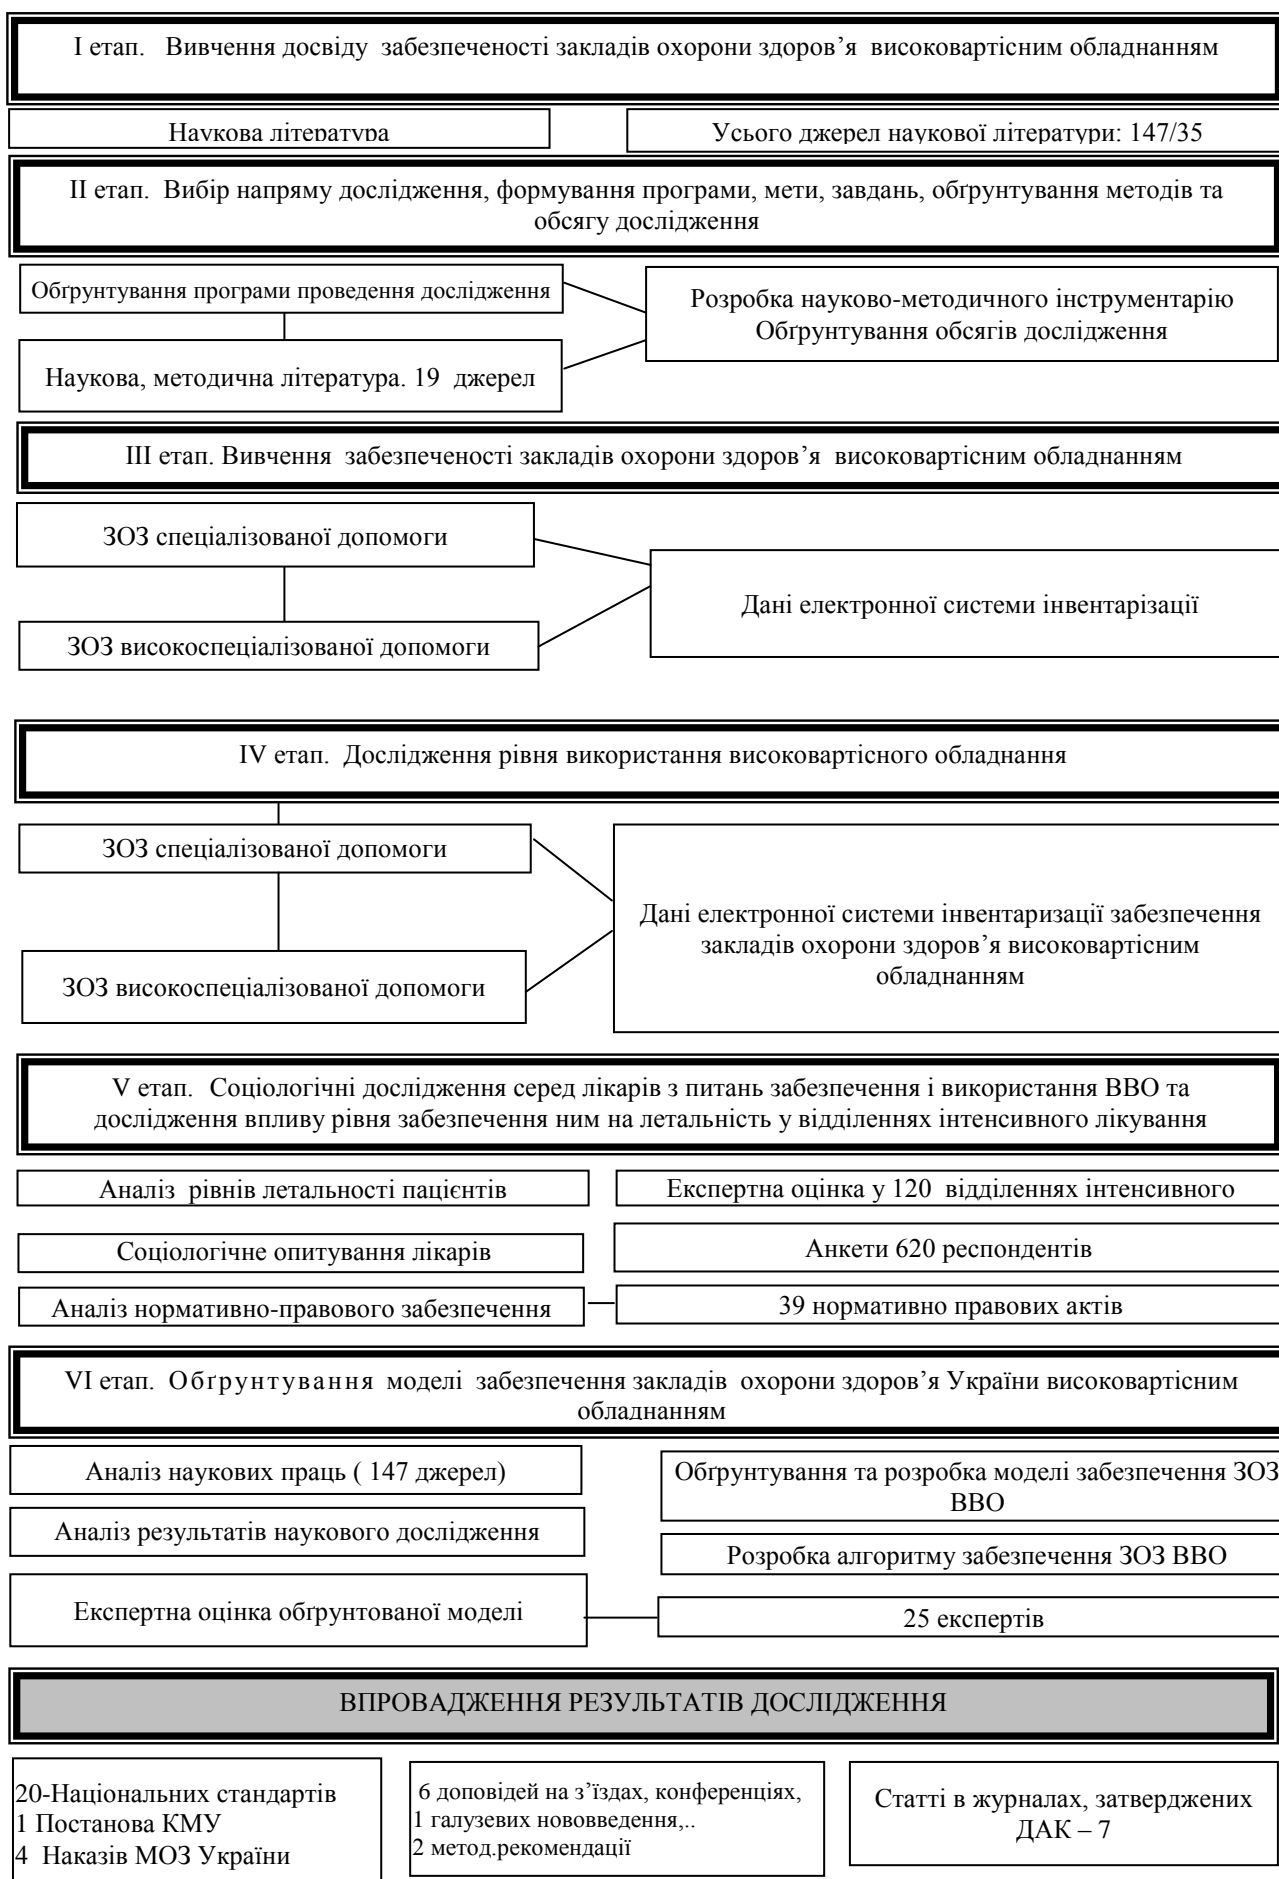 І етап. Вивчення досвіду забезпеченості закладів охорони здоров’я високовартісним обладнанням
Наукова література
Усього джерел наукової літератури: 147/35
ІІ етап. Вибір напряму дослідження, формування програми, мети, завдань, обґрунтування методів та
обсягу дослідження
Обґрунтування програми проведення дослідження
Розробка науково-методичного інструментарію
Обґрунтування обсягів дослідження
Наукова, методична література. 19 джерел
ІІІ етап. Вивчення забезпеченості закладів охорони здоров’я високовартісним обладнанням
ЗОЗ спеціалізованої допомоги
Дані електронної системи інвентарізації
ЗОЗ високоспеціалізованої допомоги
IV етап. Дослідження рівня використання високовартісного обладнання
ЗОЗ спеціалізованої допомоги
Дані електронної системи інвентаризації забезпечення
закладів охорони здоров’я високовартісним
обладнанням
ЗОЗ високоспеціалізованої допомоги
V етап. Соціологічні дослідження серед лікарів з питань забезпечення і використання ВВО та
дослідження впливу рівня забезпечення ним на летальність у відділеннях інтенсивного лікування
Аналіз рівнів летальності пацієнтів
Експертна оцінка у 120 відділеннях інтенсивного
Соціологічне опитування лікарів
Анкети 620 респондентів
Аналіз нормативно-правового забезпечення
39 нормативно правових актів
VI етап. Обґрунтування моделі забезпечення закладів охорони здоров’я України високовартісним
обладнанням
Аналіз наукових праць ( 147 джерел)
Обґрунтування та розробка моделі забезпечення ЗОЗ
ВВО
Аналіз результатів наукового дослідження
Розробка алгоритму забезпечення ЗОЗ ВВО
Експертна оцінка обґрунтованої моделі
25 експертів
ВПРОВАДЖЕННЯ РЕЗУЛЬТАТІВ ДОСЛІДЖЕННЯ
20-Національних стандартів
1 Постанова КМУ
4 Наказів МОЗ України
6 доповідей на з’їздах, конференціях,
1 галузевих нововведення,..
2 метод.рекомендації
Статті в журналах, затверджених
ДАК – 7